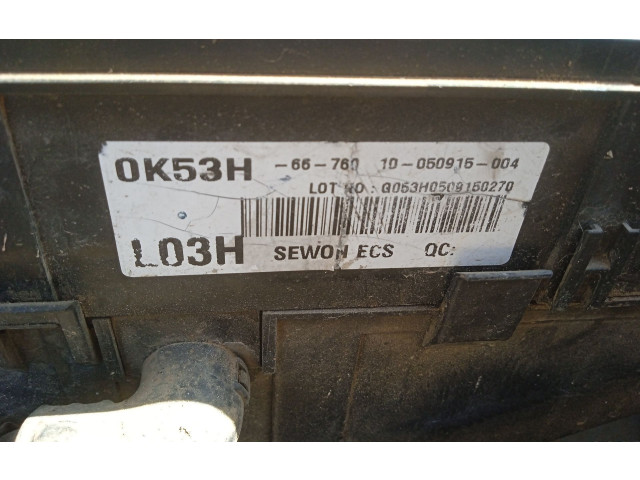 0K53H -66-760 10-050915-004
LOT NO : G053H0509150270
L03H SEWON ECS QC: